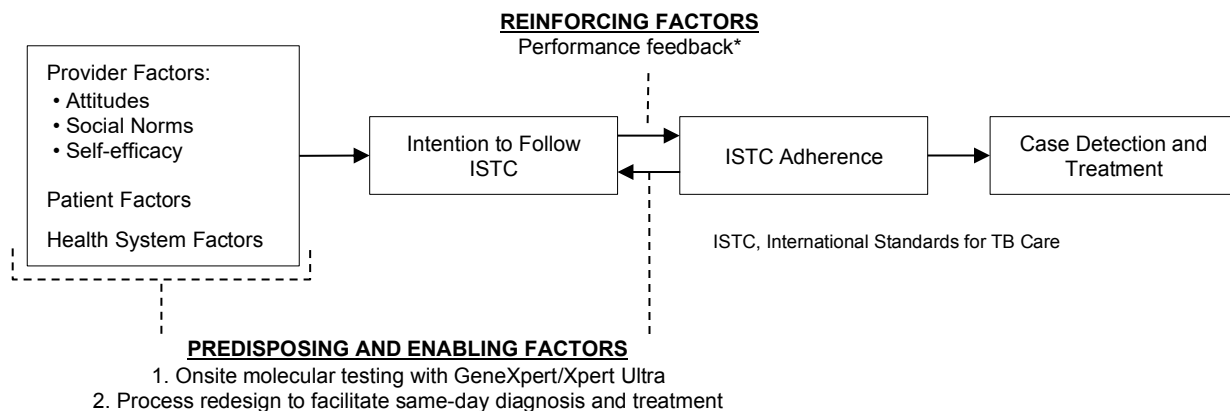 REINFORCING FACTORS
Performance feedback*
Provider Factors:
• Attitudes
• Social Norms
• Self-efficacy
Patient Factors
Health System Factors
Intention to Follow
ISTC
ISTC Adherence
Case Detection and
Treatment
ISTC, International Standards for TB Care
PREDISPOSING AND ENABLING FACTORS
1. Onsite molecular testing with GeneXpert/Xpert Ultra
2. Process redesign to facilitate same-day diagnosis and treatment